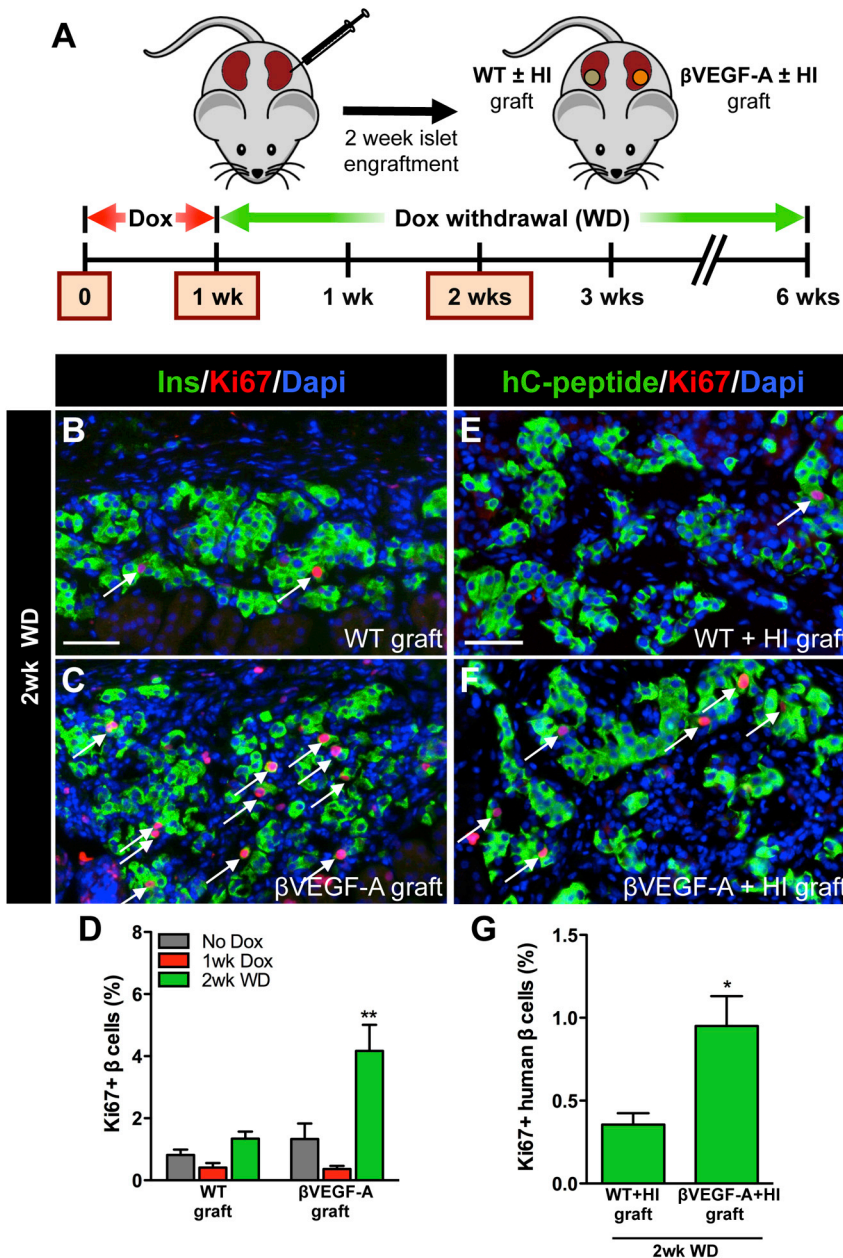 A
WT ± HI
graft
βVEGF-A ± HI
graft
2 week islet
engraftment
Dox
Dox withdrawal (WD)
0
1 wk
1 wk
2 wks
3 wks
6 wks
Ins/Ki67/Dapi
hC-peptide/Ki67/Dapi
2wk WD
B
WT graft
E
WT + HI graft
C
βVEGF-A graft
F
βVEGF-A + HI graft
D
Ki67+ β cells (%)
8
6
4
2
0
No Dox
1wk Dox
2wk WD
**
WT
graft
βVEGF-A
graft
G
Ki67+ human β cells (%)
1.5
1.0
0.5
0.0
*
WT+HI
graft
βVEGF-A+HI
graft
2wk WD